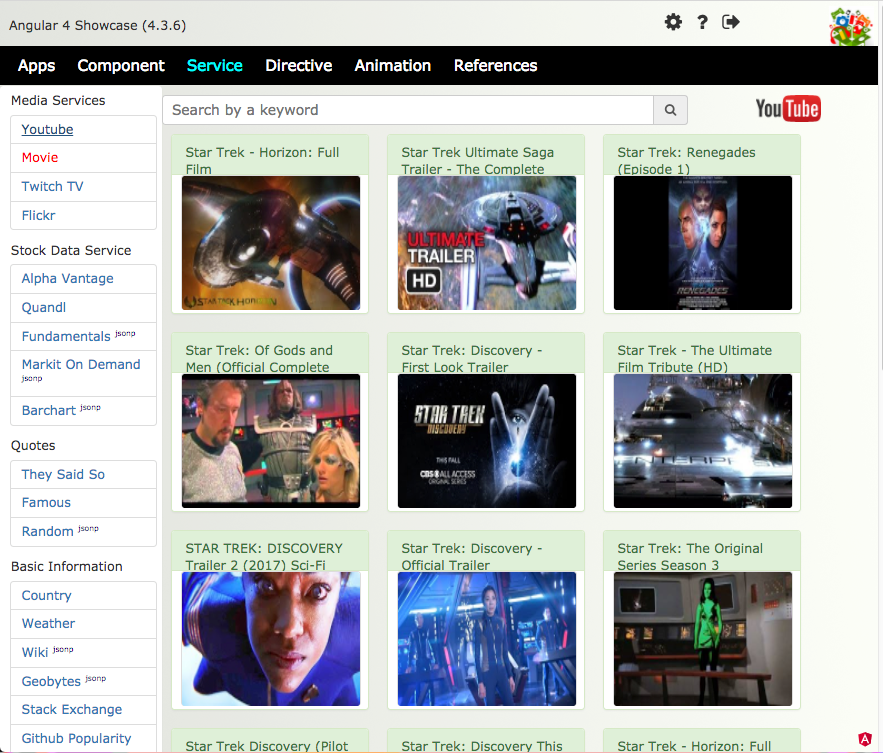 Angular 4 Showcase (4.3.6)
?
Apps Component Service Directive Animation References
Media Services
Youtube
Movie
Twitch TV
Flickr
Stock Data Service
Alpha Vantage
Quandl
Fundamentals jsonp
Markit On Demand
jsonp
Barchart jsonp
Quotes
They Said So
Famous
Random jsonp
Basic Information
Country
Weather
Wiki jsonp
Geobytes jsonp
Stack Exchange
Github Popularity
Search by a keyword
YouTube
Star Trek - Horizon: Full
Film
STAR TREK HORIZON
Star Trek Ultimate Saga
Trailer - The Complete
ULTIMATE
TRAILER
HD
Star Trek: Renegades
(Episode 1)
RENEGADES
Star Trek: Of Gods and
Men (Official Complete
Star Trek: Discovery -
First Look Trailer
STAR TREK
DISCOVERY
THIS FALL
CBS ALL ACCESS
ORIGINAL SERIES
Star Trek - The Ultimate
Film Tribute (HD)
ENTERPRISE
STAR TREK: DISCOVERY
Trailer 2 (2017) Sci-Fi
Star Trek: Discovery -
Official Trailer
Star Trek: The Original
Series Season 3
Star Trek Discovery (Pilot
Star Trek: Discovery This
Star Trek - Horizon: Full
A